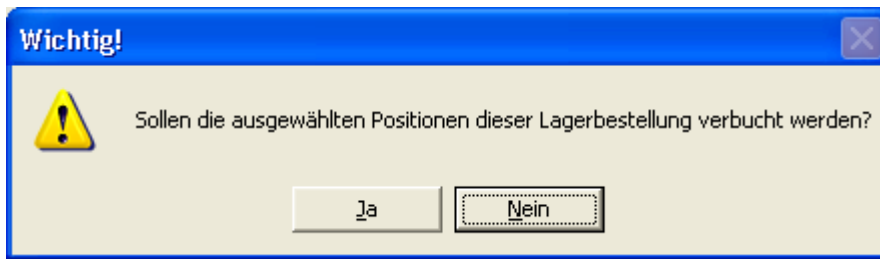 Wichtig!
Sollen die ausgewählten Positionen dieser Lagerbestellung verbucht werden?
Ja
Nein